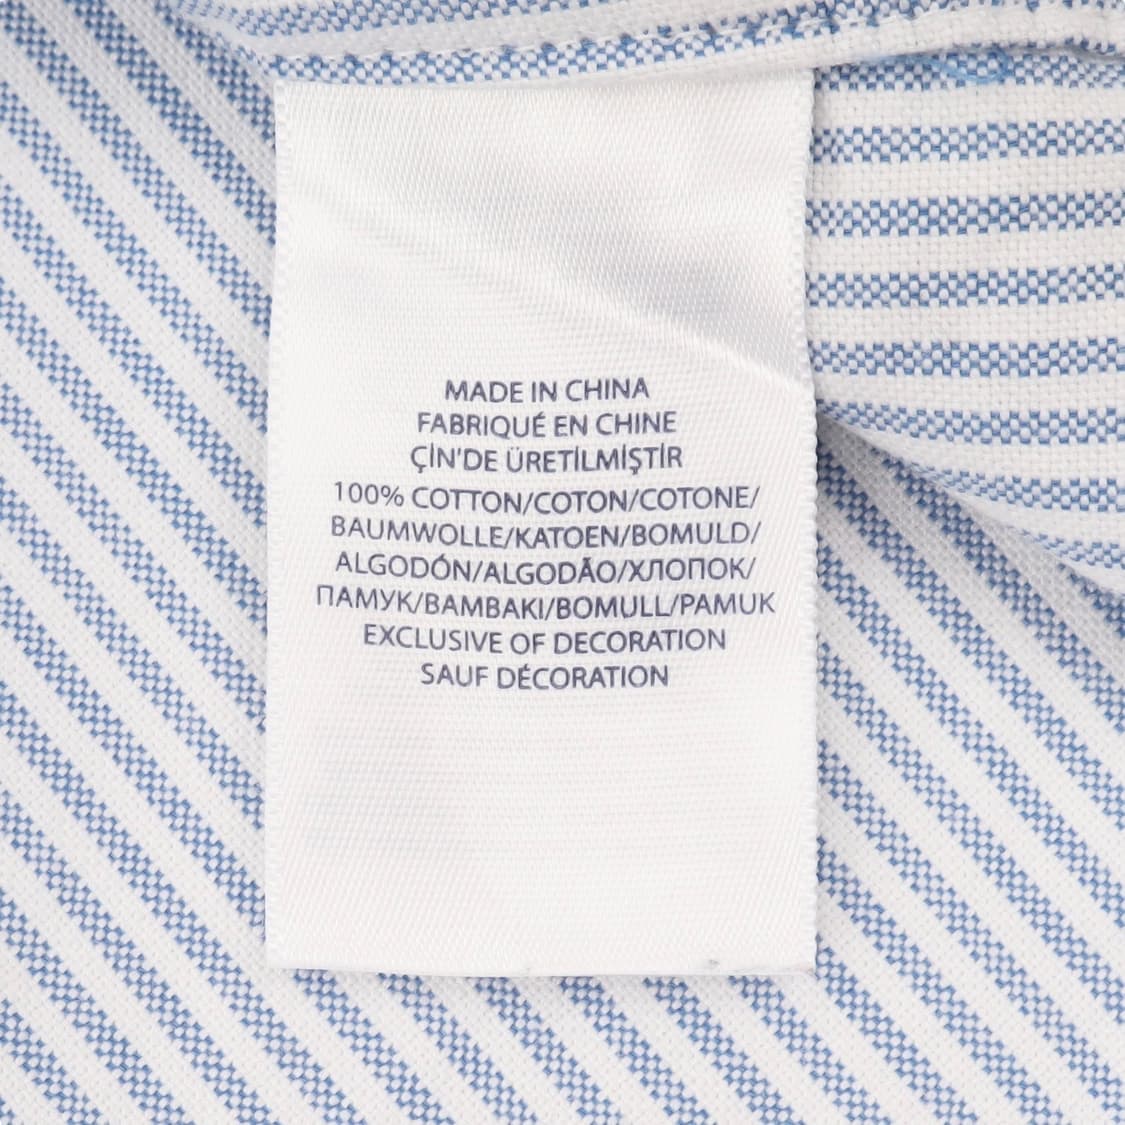 MADE IN CHINA
FABRIQUÉ EN CHINE
ÇİN'DE ÜRETİLMİŞTİR
100% COTTON/COTON/COTONE/
BAUMWOLLE/KATOEN/BOMULD/
ALGODÓN/ALGODÃO/ХЛОПОК/
ПАМУК/BAMBAKI/BOMULL/PAMUK
EXCLUSIVE OF DECORATION
SAUF DÉCORATION